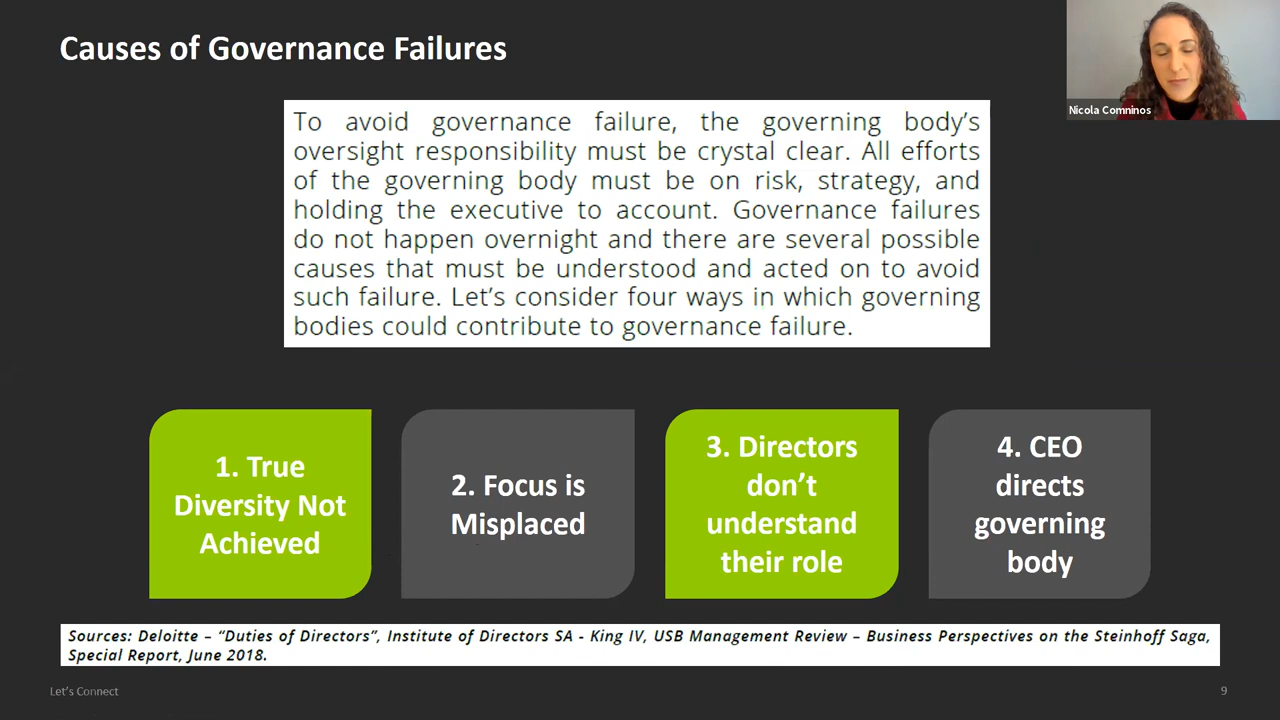 Causes of Governance Failures
Nicola Comninos
To avoid governance failure, the governing body’s
oversight responsibility must be crystal clear. All efforts
of the governing body must be on risk, strategy, and
holding the executive to account. Governance failures
do not happen overnight and there are several possible
causes that must be understood and acted on to avoid
such failure. Let’s consider four ways in which governing
bodies could contribute to governance failure.
1. True
Diversity Not
Achieved
2. Focus is
Misplaced
3. Directors
don’t
understand
their role
4. CEO
directs
governing
body
Sources: Deloitte – “Duties of Directors”, Institute of Directors SA - King IV, USB Management Review – Business Perspectives on the Steinhoff Saga,
Special Report, June 2018.
Let’s Connect
9